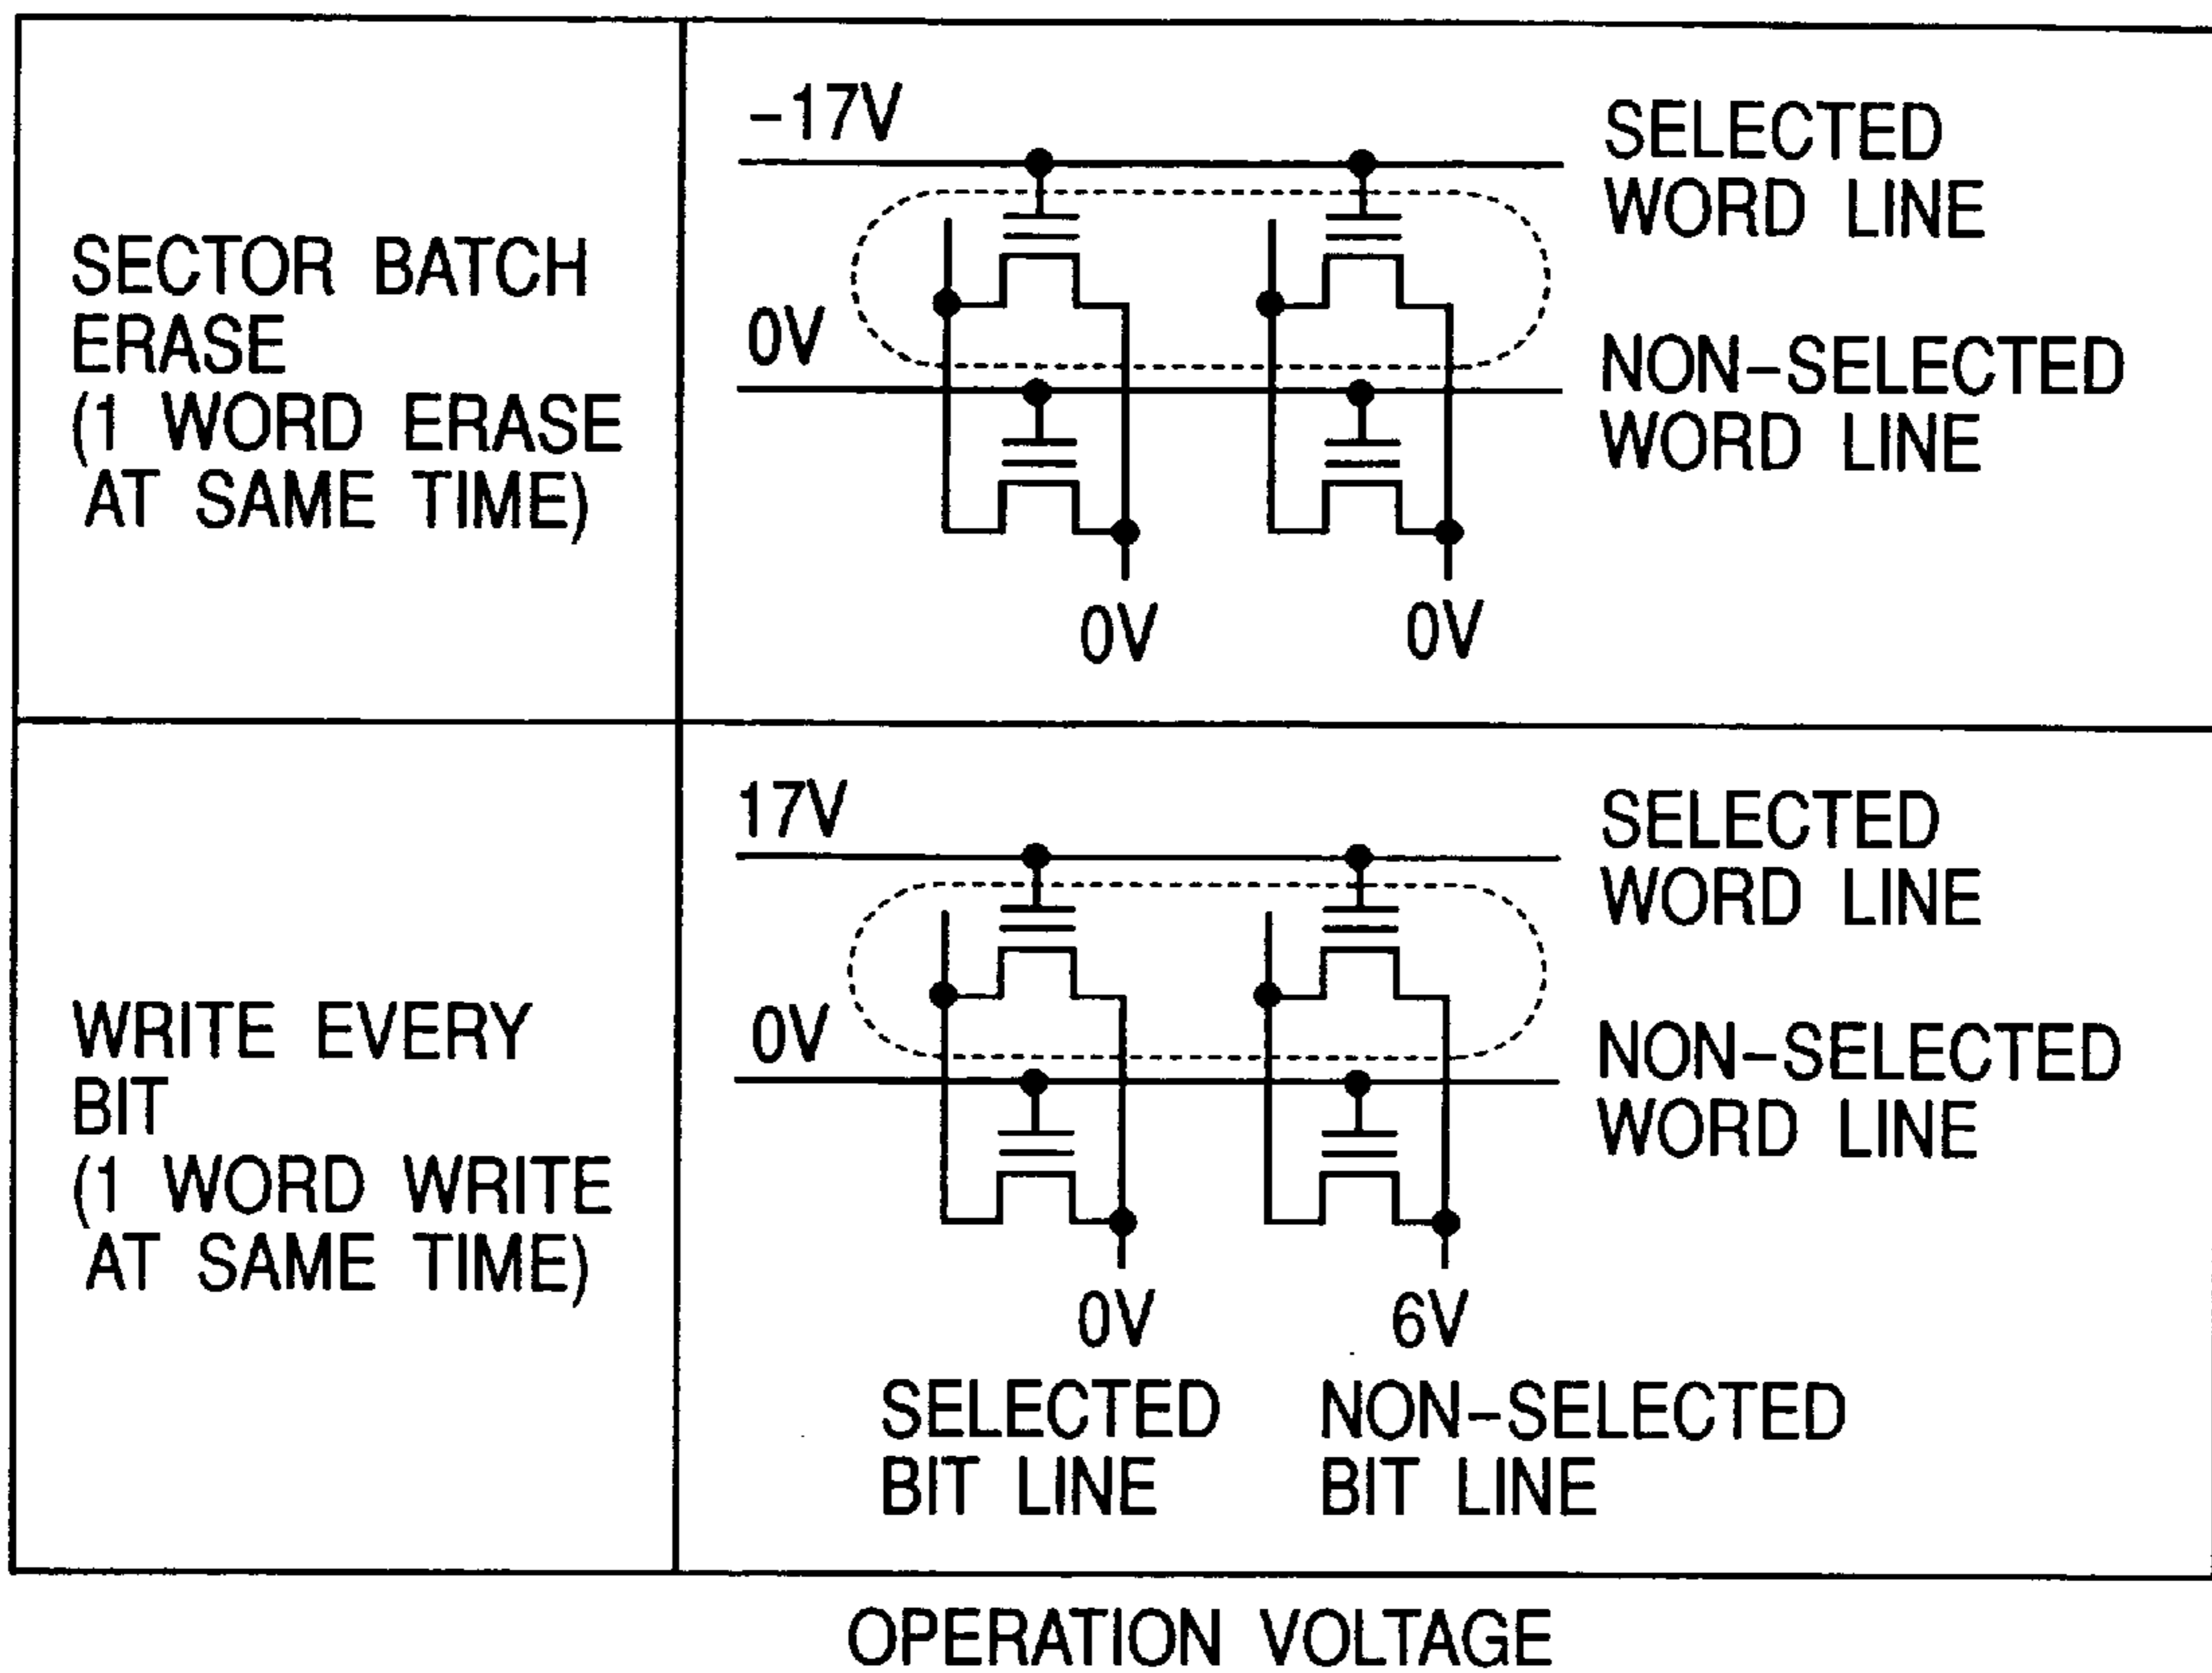 SECTOR BATCH
ERASE
(1 WORD ERASE
AT SAME TIME)
-17V
SELECTED
WORD LINE
0V
NON-SELECTED
WORD LINE
0V
0V
WRITE EVERY
BIT
(1 WORD WRITE
AT SAME TIME)
17V
SELECTED
WORD LINE
0V
NON-SELECTED
WORD LINE
0V
6V
SELECTED
BIT LINE
NON-SELECTED
BIT LINE
OPERATION VOLTAGE